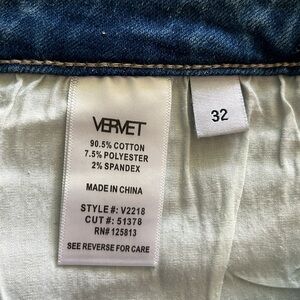 VERVET
90.5% COTTON
7.5% POLYESTER
2% SPANDEX
MADE IN CHINA
STYLE #: V2218
CUT #: 51378
RN# 125813
SEE REVERSE FOR CARE
32